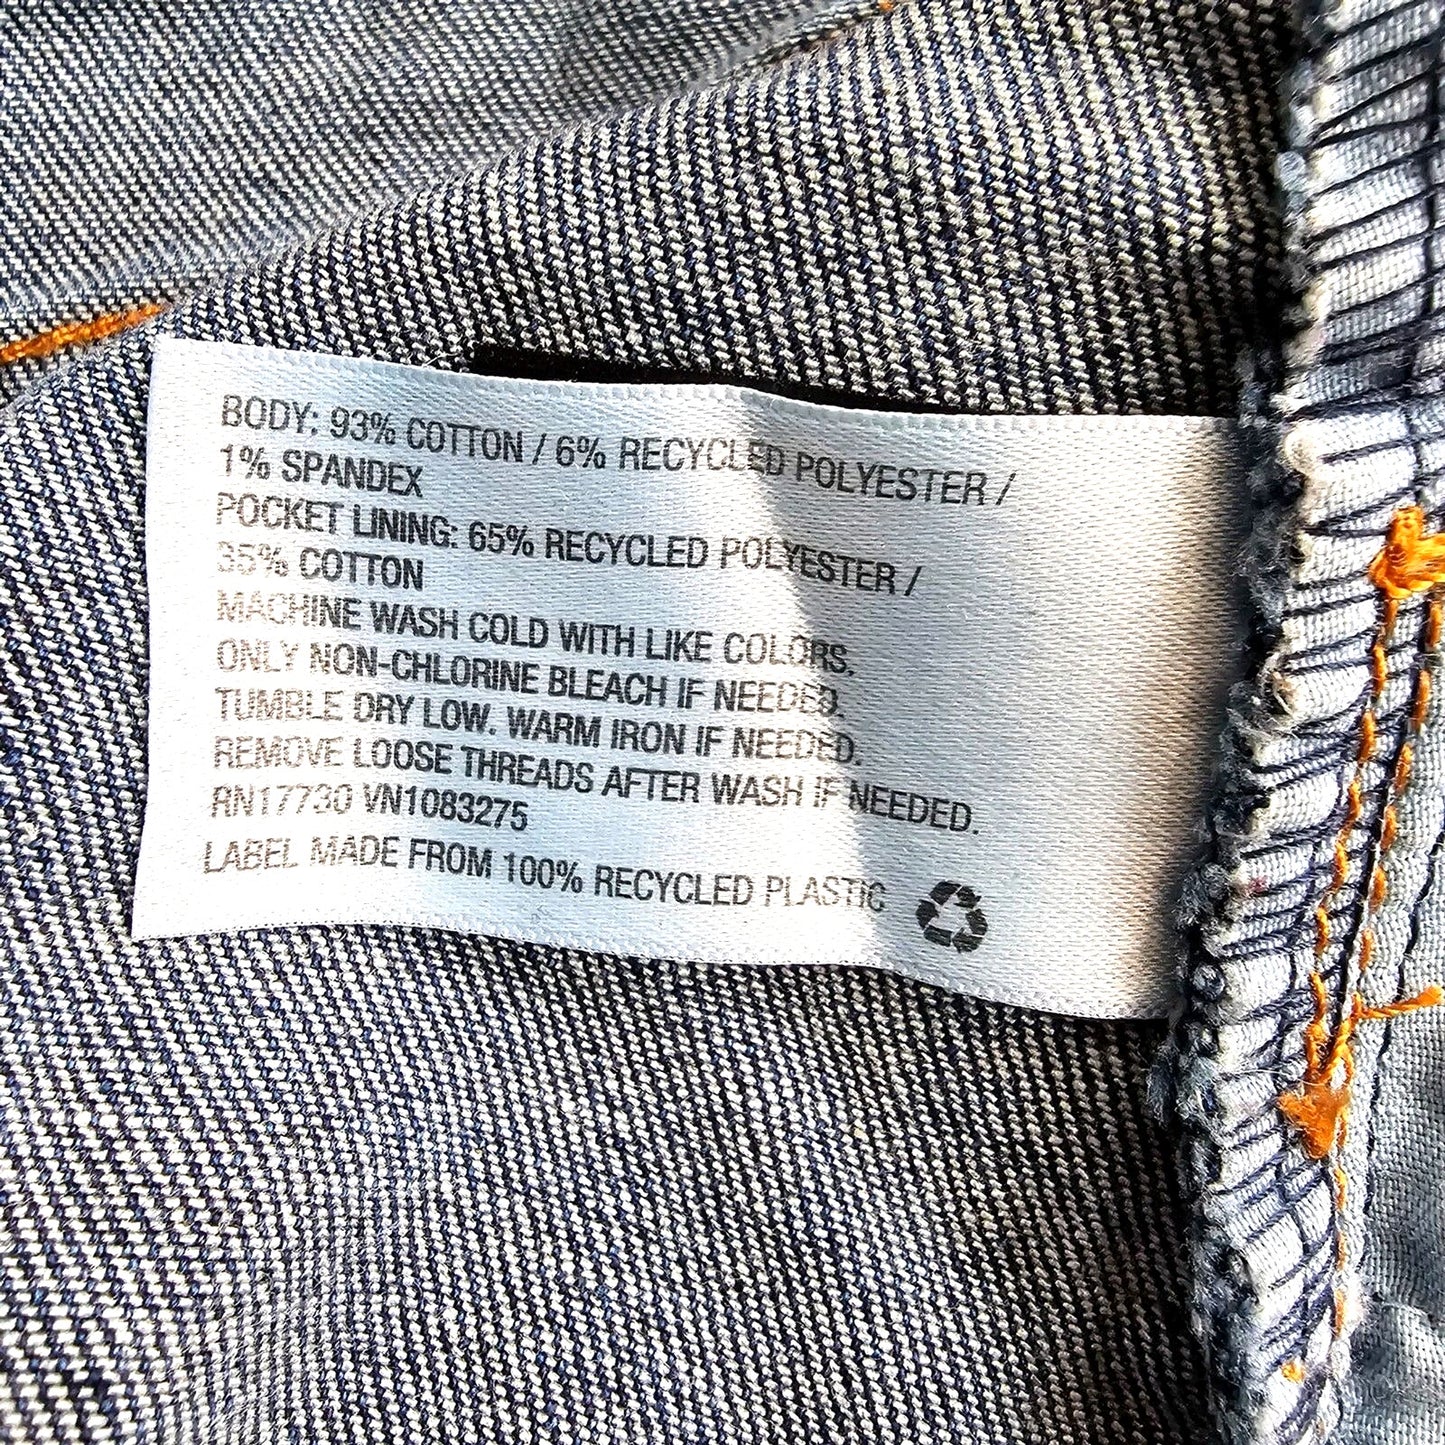 BODY: 93% COTTON / 6% RECYCLED POLYESTER /
1% SPANDEX
POCKET LINING: 65% RECYCLED POLYESTER /
35% COTTON
MACHINE WASH COLD WITH LIKE COLORS.
ONLY NON-CHLORINE BLEACH IF NEEDED.
TUMBLE DRY LOW. WARM IRON IF NEEDED.
REMOVE LOOSE THREADS AFTER WASH IF NEEDED.
RN17730 VN1083275
LABEL MADE FROM 100% RECYCLED PLASTIC